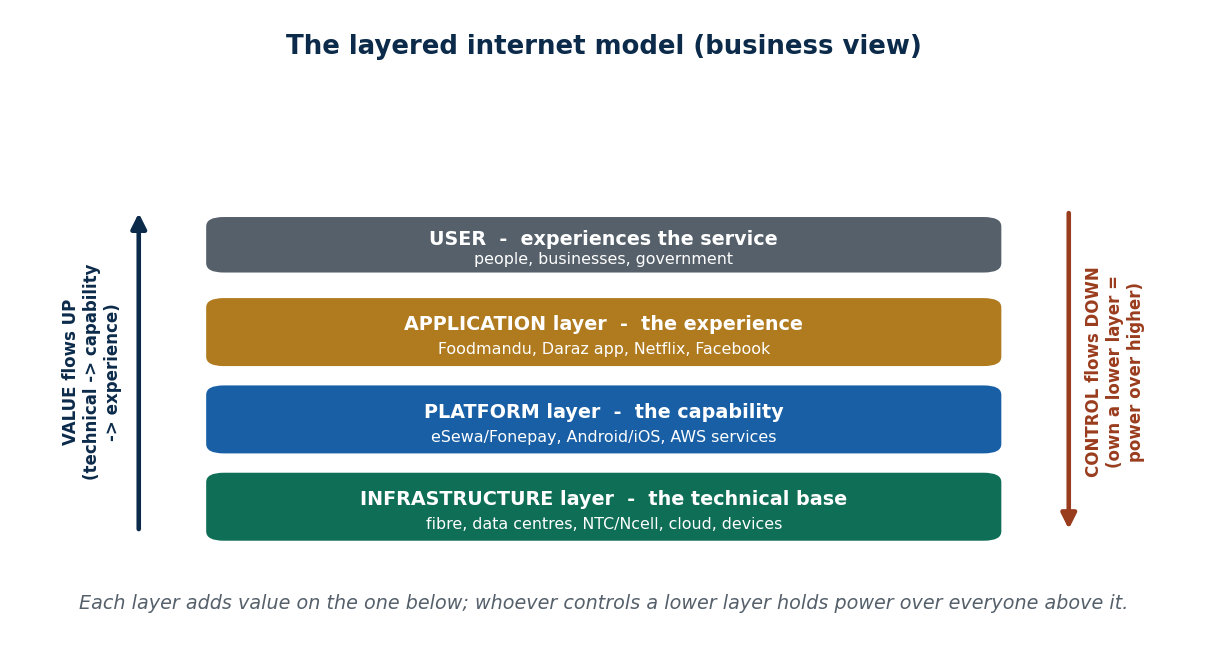 The layered internet model (business view)
VALUE flows UP
(technical -> capability
-> experience)
USER - experiences the service
people, businesses, government
APPLICATION layer - the experience
Foodmandu, Daraz app, Netflix, Facebook
PLATFORM layer - the capability
eSewa/Fonepay, Android/iOS, AWS services
INFRASTRUCTURE layer - the technical base
fibre, data centres, NTC/Ncell, cloud, devices
CONTROL flows DOWN
(own a lower layer =
power over higher)
Each layer adds value on the one below; whoever controls a lower layer holds power over everyone above it.